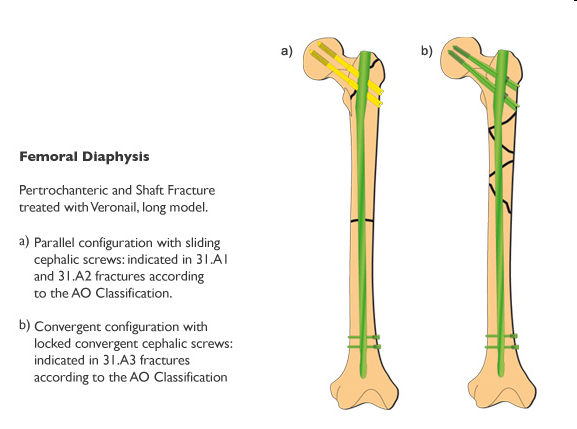 a)
b)
Femoral Diaphysis
Pertrochanteric and Shaft Fracture
treated with Veronail, long model.
a) Parallel configuration with sliding
cephalic screws: indicated in 31.A1
and 31.A2 fractures according
to the AO Classification.
b) Convergent configuration with
locked convergent cephalic screws:
indicated in 31.A3 fractures
according to the AO Classification